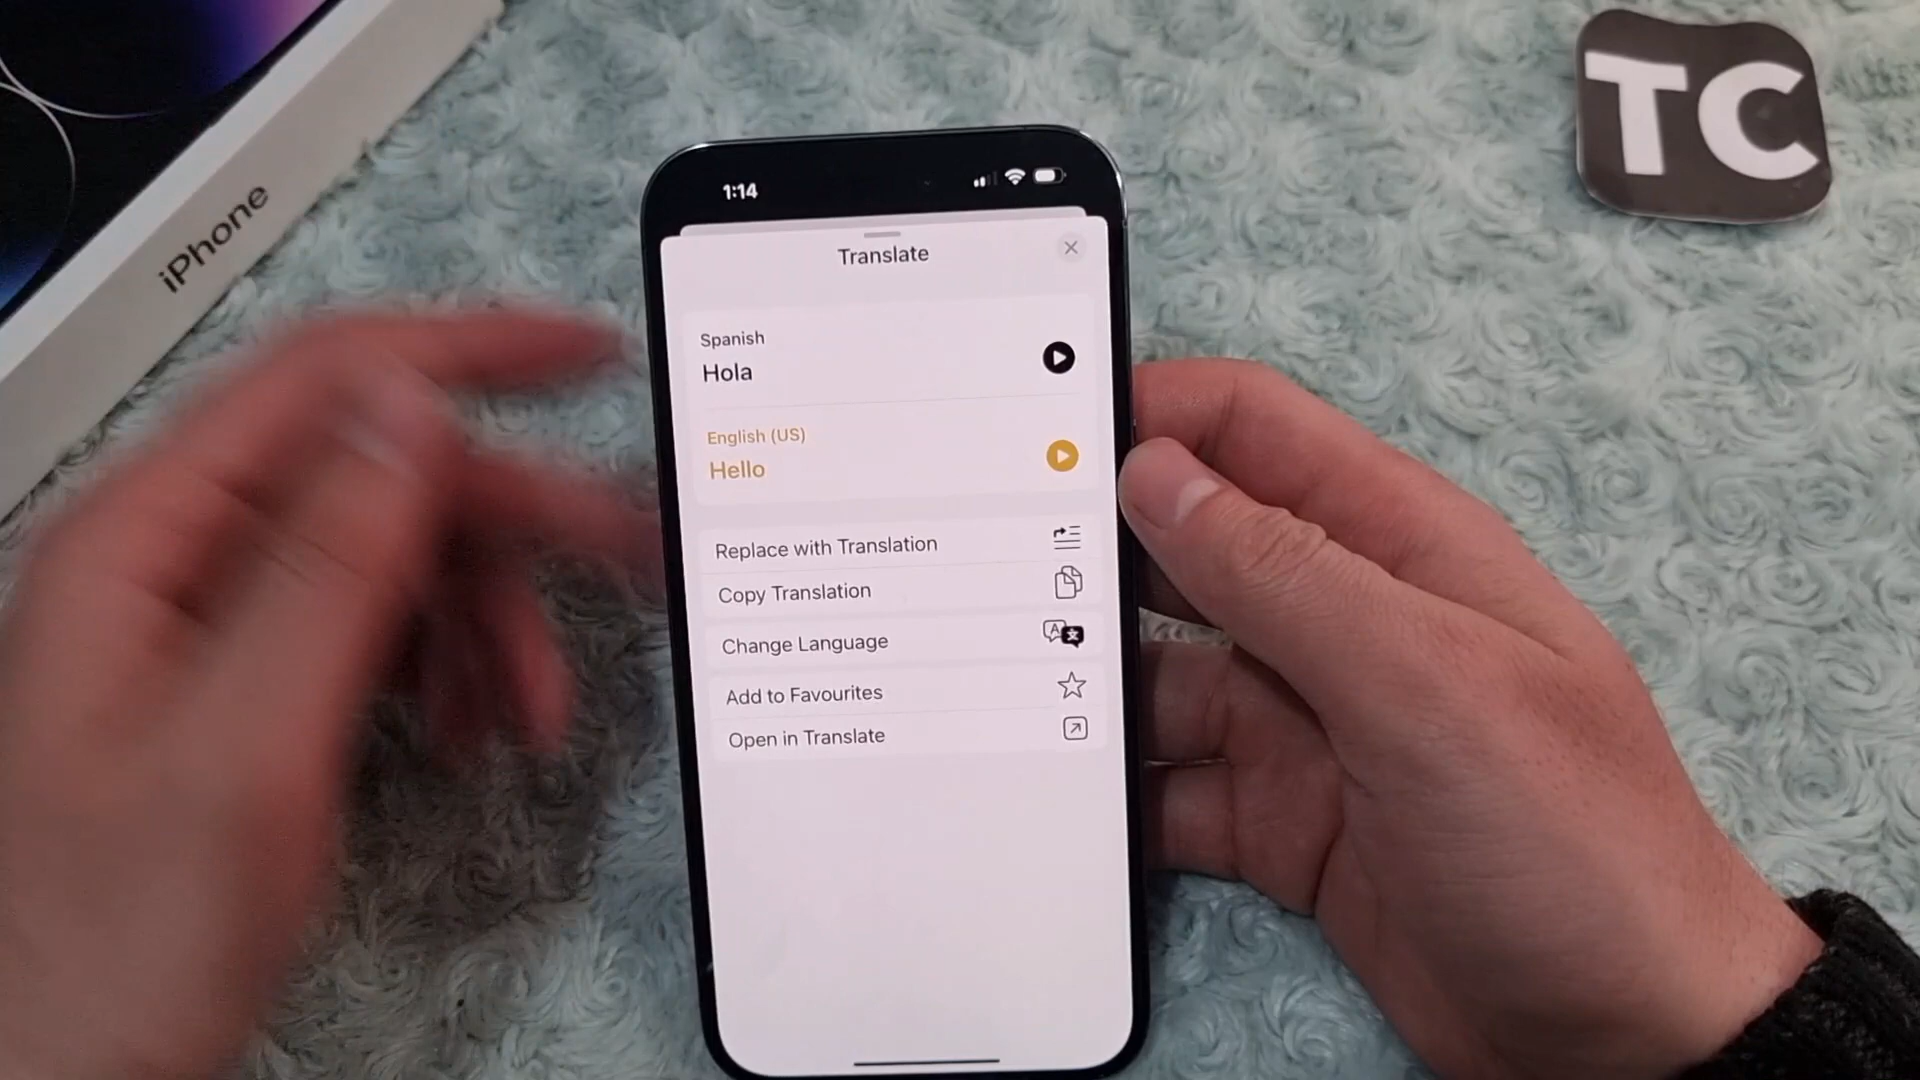 iPhone
TC
1:14
Translate
Spanish
Hola
English (US)
Hello
Replace with Translation
Copy Translation
Change Language
Add to Favourites
Open in Translate